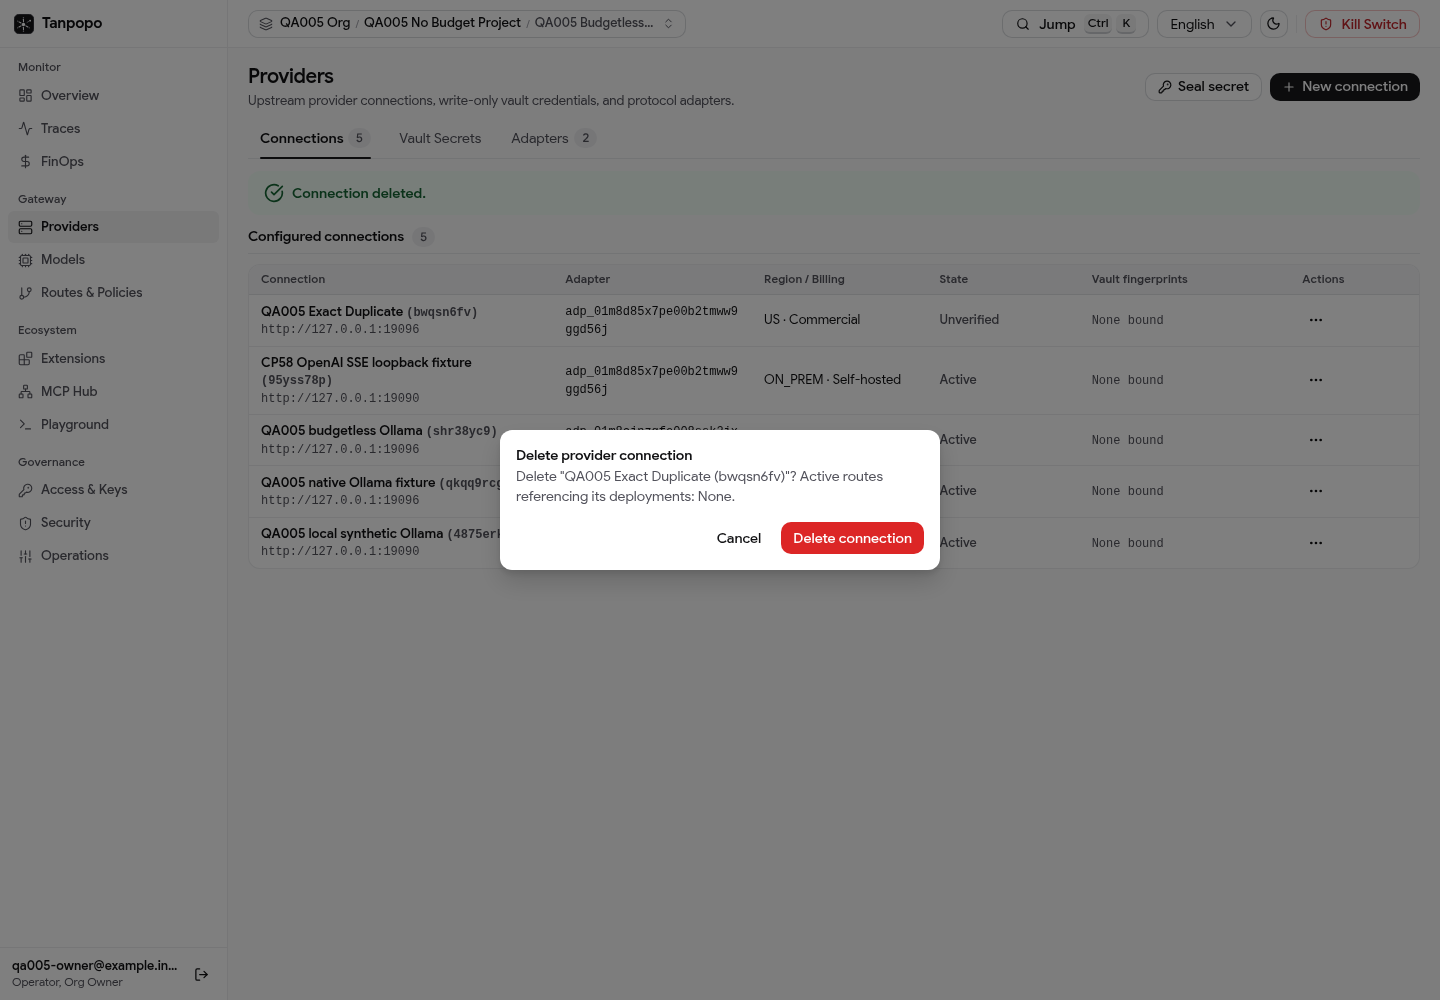 Tanpopo
QA005 Org / QA005 No Budget Project / QA005 Budgetless...
Jump Ctrl K
English
Kill Switch
Monitor
Overview
Traces
FinOps
Gateway
Providers
Models
Routes & Policies
Ecosystem
Extensions
MCP Hub
Playground
Governance
Access & Keys
Security
Operations
qa005-owner@example.in...
Operator, Org Owner
Providers
Upstream provider connections, write-only vault credentials, and protocol adapters.
Seal secret
New connection
Connections 5
Vault Secrets
Adapters 2
Connection deleted.
Configured connections 5
Connection Adapter Region / Billing State Vault fingerprints Actions
QA005 Exact Duplicate (bwqsn6fv)
http://127.0.0.1:19096
adp_01m8d85x7pe00b2tmww9
ggd56j
US · Commercial
Unverified
None bound
CP58 OpenAI SSE loopback fixture
(95yss78p)
http://127.0.0.1:19090
adp_01m8d85x7pe00b2tmww9
ggd56j
ON_PREM · Self-hosted
Active
None bound
QA005 budgetless Ollama (shr38yc9)
http://127.0.0.1:19096
Active
None bound
QA005 native Ollama fixture
http://127.0.0.1:19096
Active
None bound
QA005 local synthetic Ollama
http://127.0.0.1:19090
Active
None bound
Delete provider connection
Delete "QA005 Exact Duplicate (bwqsn6fv)"? Active routes
referencing its deployments: None.
Cancel
Delete connection